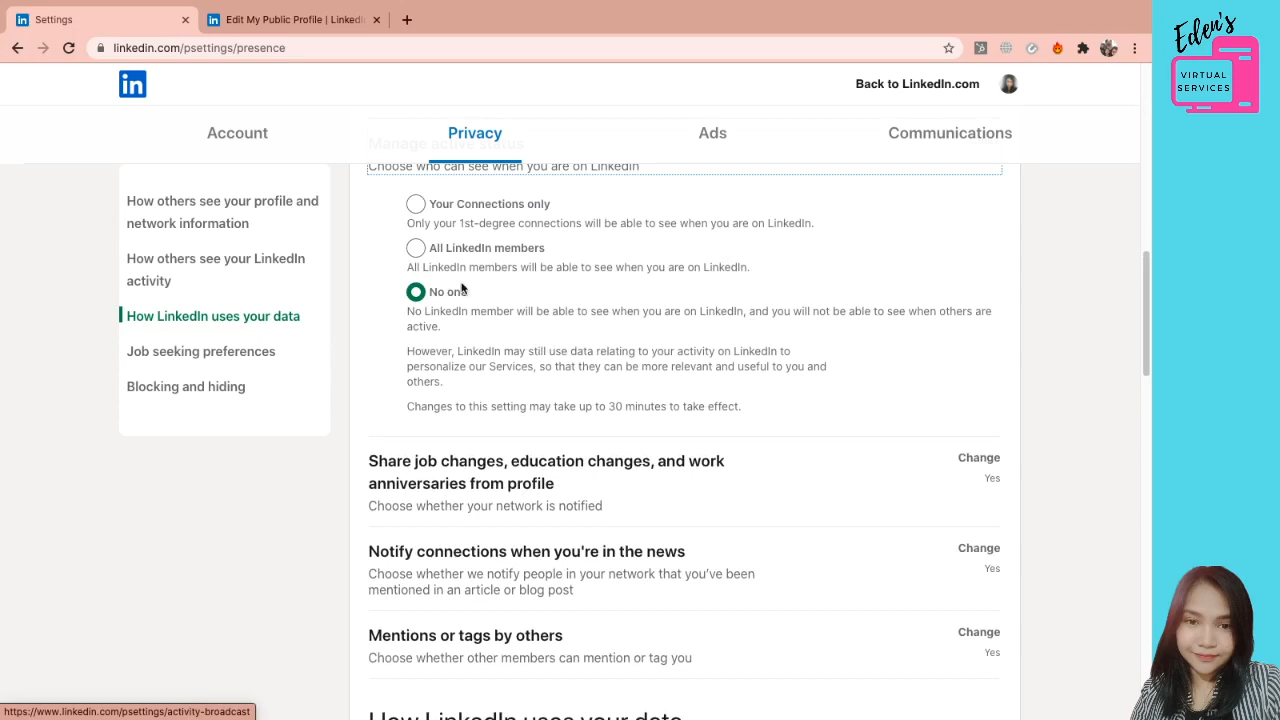 Settings
Edit My Public Profile | LinkedI
linkedin.com/psettings/presence
Eden's
VIRTUAL
SERVICES
in
Back to LinkedIn.com
Account
Privacy
Ads
Communications
Manage active status
Choose who can see when you are on LinkedIn
How others see your profile and
network information
How others see your LinkedIn
activity
How LinkedIn uses your data
Job seeking preferences
Blocking and hiding
Your Connections only
Only your 1st-degree connections will be able to see when you are on LinkedIn.
All LinkedIn members
All LinkedIn members will be able to see when you are on LinkedIn.
No one
No LinkedIn member will be able to see when you are on LinkedIn, and you will not be able to see when others are
active.
However, LinkedIn may still use data relating to your activity on LinkedIn to
personalize our Services, so that they can be more relevant and useful to you and
others.
Changes to this setting may take up to 30 minutes to take effect.
Share job changes, education changes, and work
anniversaries from profile
Choose whether your network is notified
Change
Yes
Notify connections when you're in the news
Choose whether we notify people in your network that you’ve been
mentioned in an article or blog post
Change
Yes
Mentions or tags by others
Choose whether other members can mention or tag you
Change
Yes
How LinkedIn uses your data
https://www.linkedin.com/psettings/activity-broadcast